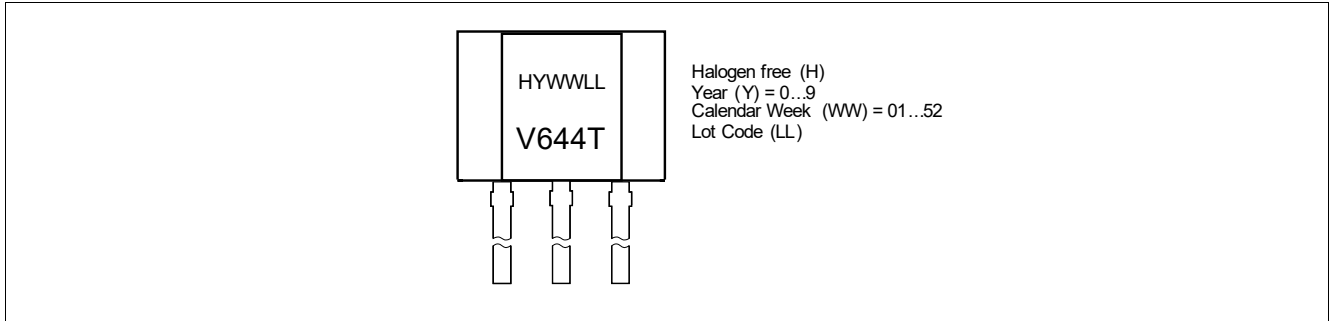 HYWWLL
V644T
Halogen free (H)
Year (Y) = 0...9
Calendar Week (WW) = 01...52
Lot Code (LL)